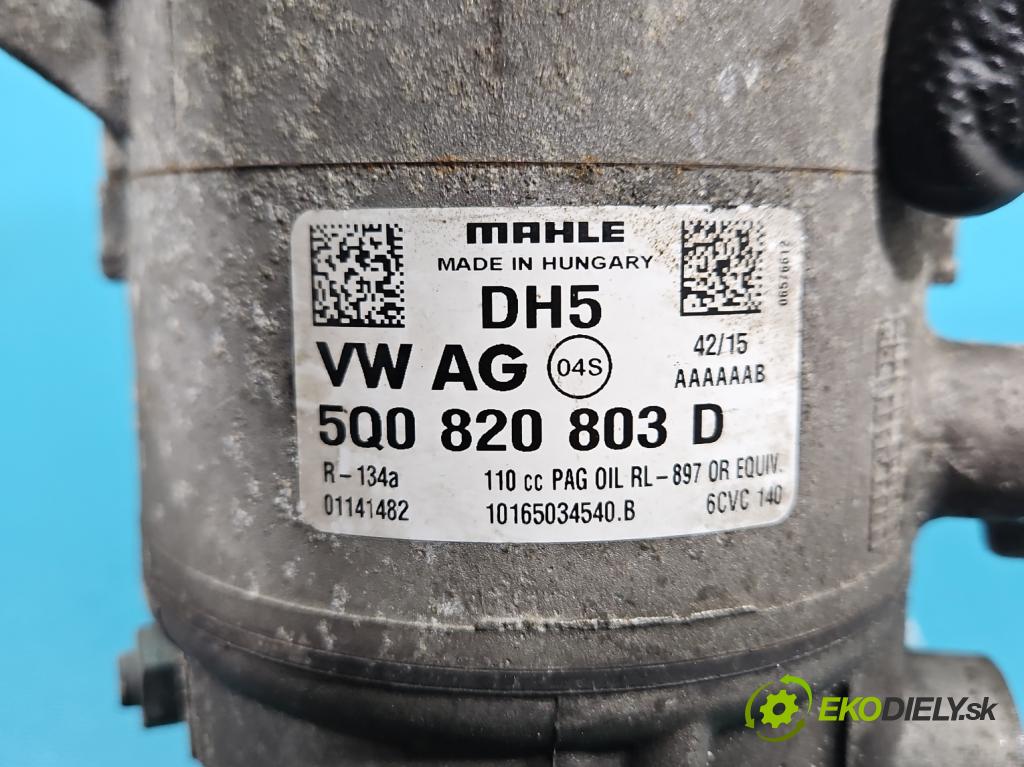 MAHLE
MADE IN HUNGARY
DH5
06576617
VW AG 04S
42/15
AAAAAAB
5Q0 820 803 D
R-134a 110 cc PAG OIL RL-897 OR EQUIV.
01141482 10165034540.B 6CVC 140
EKODIELY.sk